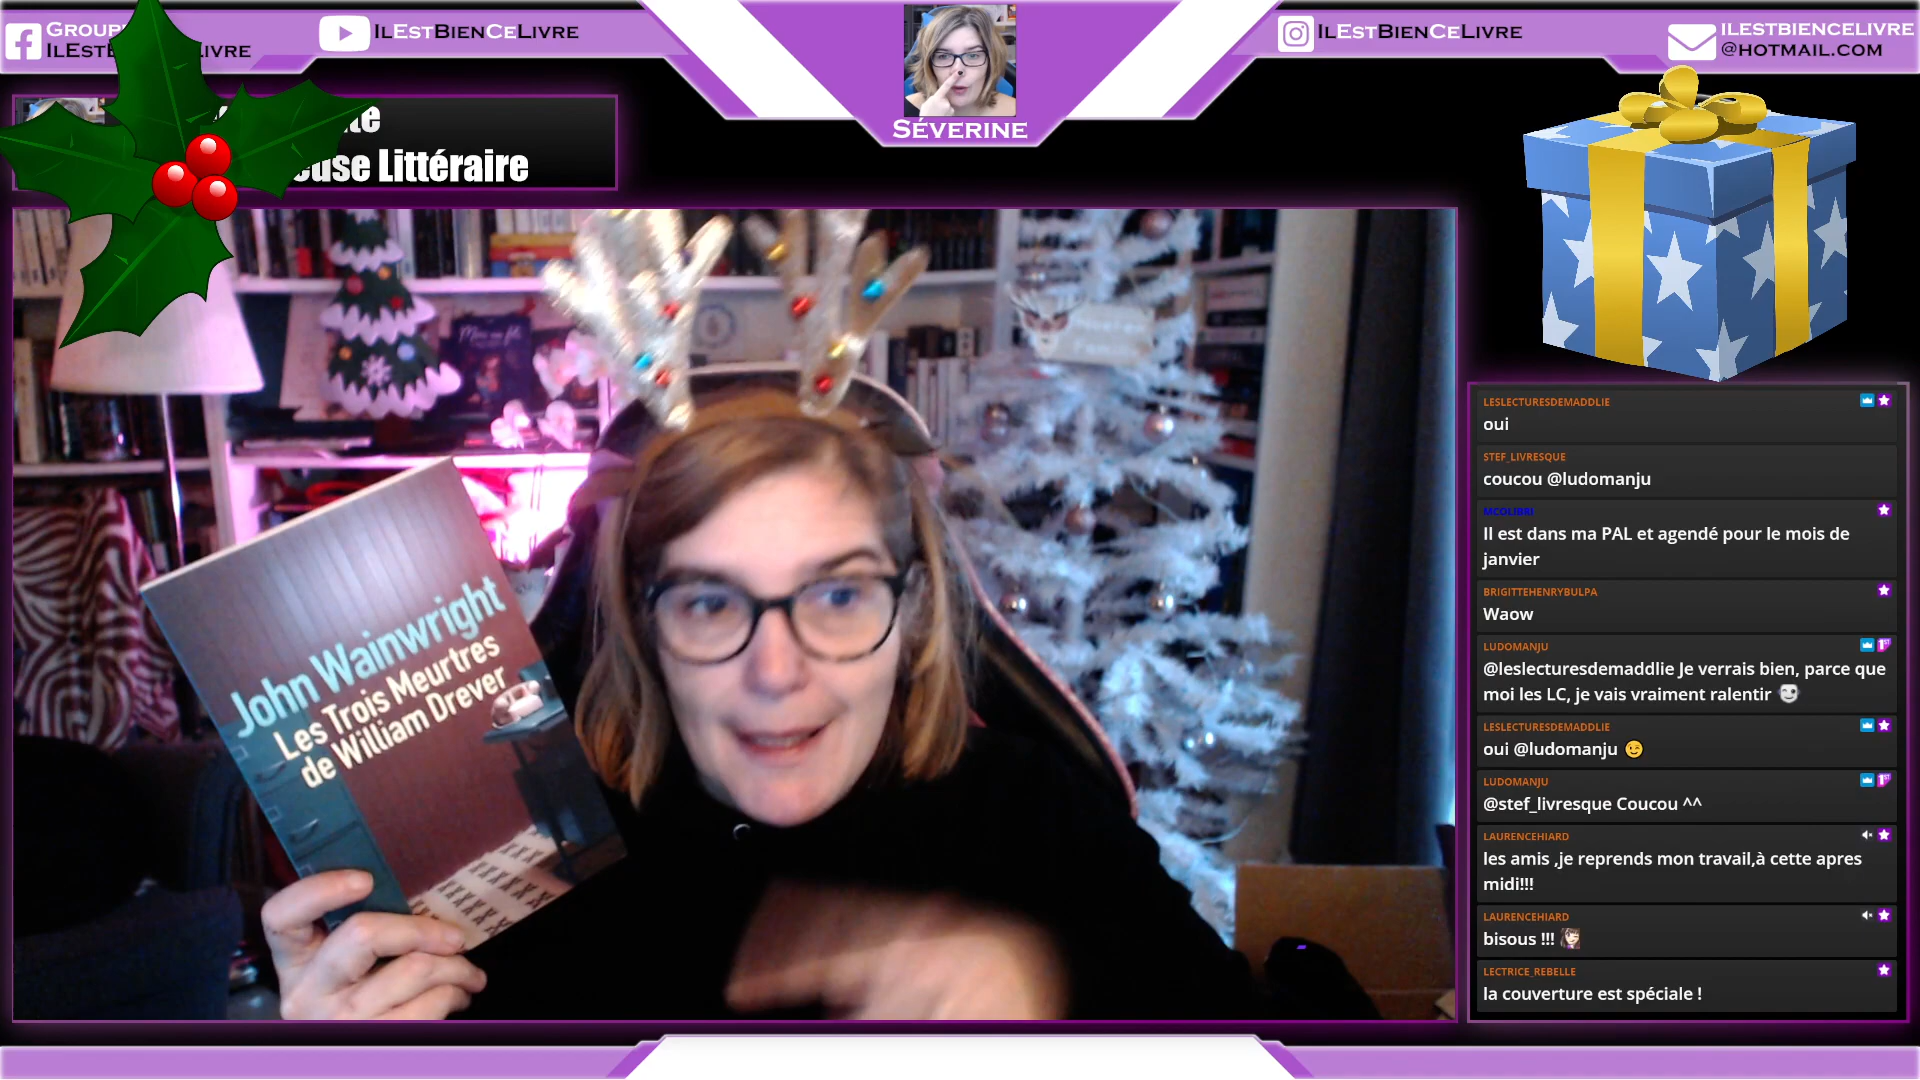 GROUP
ILESTBIENCELIVRE
ILESTBIENCELIVRE
ILESTBIENCELIVRE
@HOTMAIL.COM
SÉVERINE
Littéraire
John Wainwright
Les Trois Meurtres
de William Drever
LESLECTURESDEMADDLIE
oui
STEF_LIVRESQUE
coucou @ludomanju
MCOLIBRI
Il est dans ma PAL et agendé pour le mois de
janvier
BRIGITTEHENRYBULPA
Waow
LUDOMANJU
@leslecturesdemaddlie Je verrais bien, parce que
moi les LC, je vais vraiment ralentir
LESLECTURESDEMADDLIE
oui @ludomanju 😉
LUDOMANJU
@stef_livresque Coucou ^^
LAURENCEHIARD
les amis ,je reprends mon travail,à cette apres
midi!!!
LAURENCEHIARD
bisous !!!
LECTRICE_REBELLE
la couverture est spéciale !